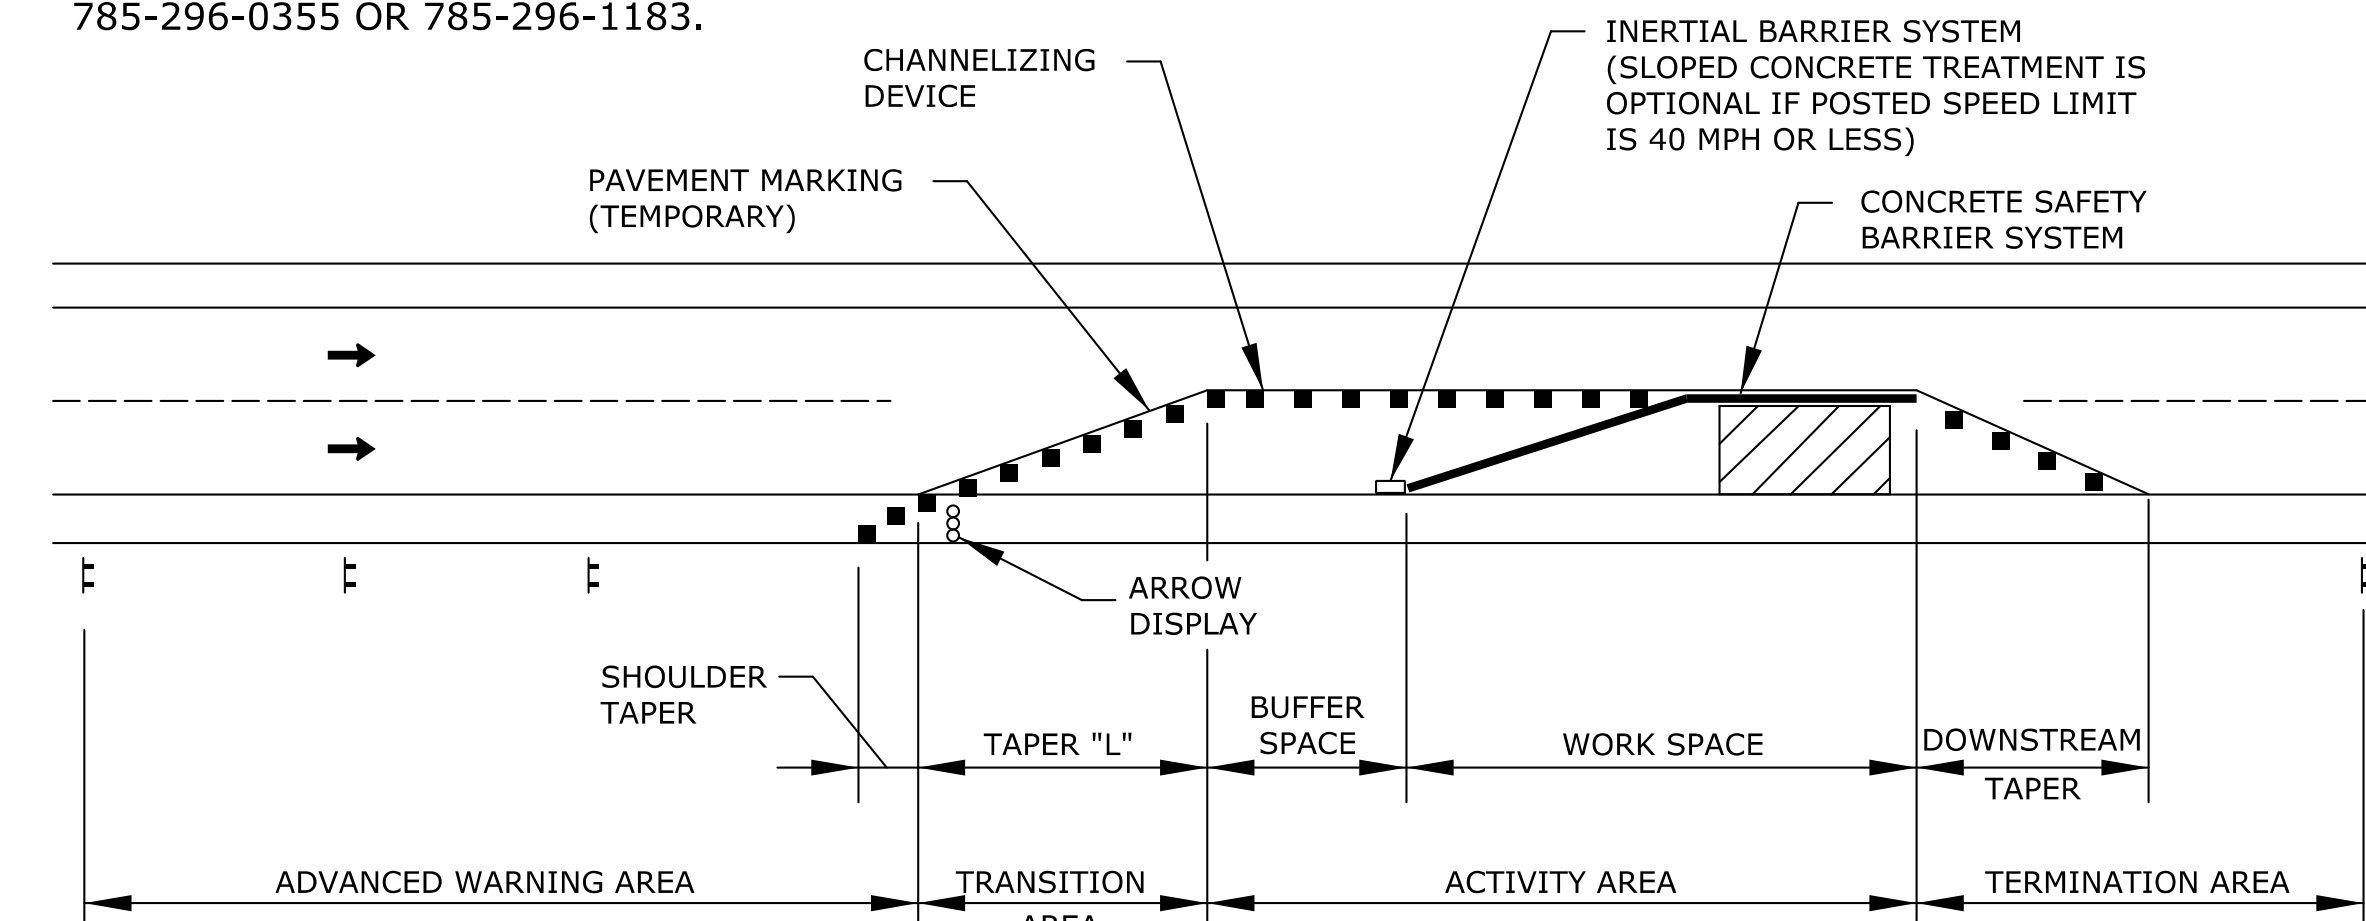 785-296-0355 OR 785-296-1183.
INERTIAL BARRIER SYSTEM
(SLOPED CONCRETE TREATMENT IS
OPTIONAL IF POSTED SPEED LIMIT
IS 40 MPH OR LESS)
CHANNELIZING
DEVICE
PAVEMENT MARKING
(TEMPORARY)
CONCRETE SAFETY
BARRIER SYSTEM
ARROW
DISPLAY
SHOULDER
TAPER
TAPER "L"
BUFFER
SPACE
WORK SPACE
DOWNSTREAM
TAPER
ADVANCED WARNING AREA
TRANSITION
AREA
ACTIVITY AREA
TERMINATION AREA